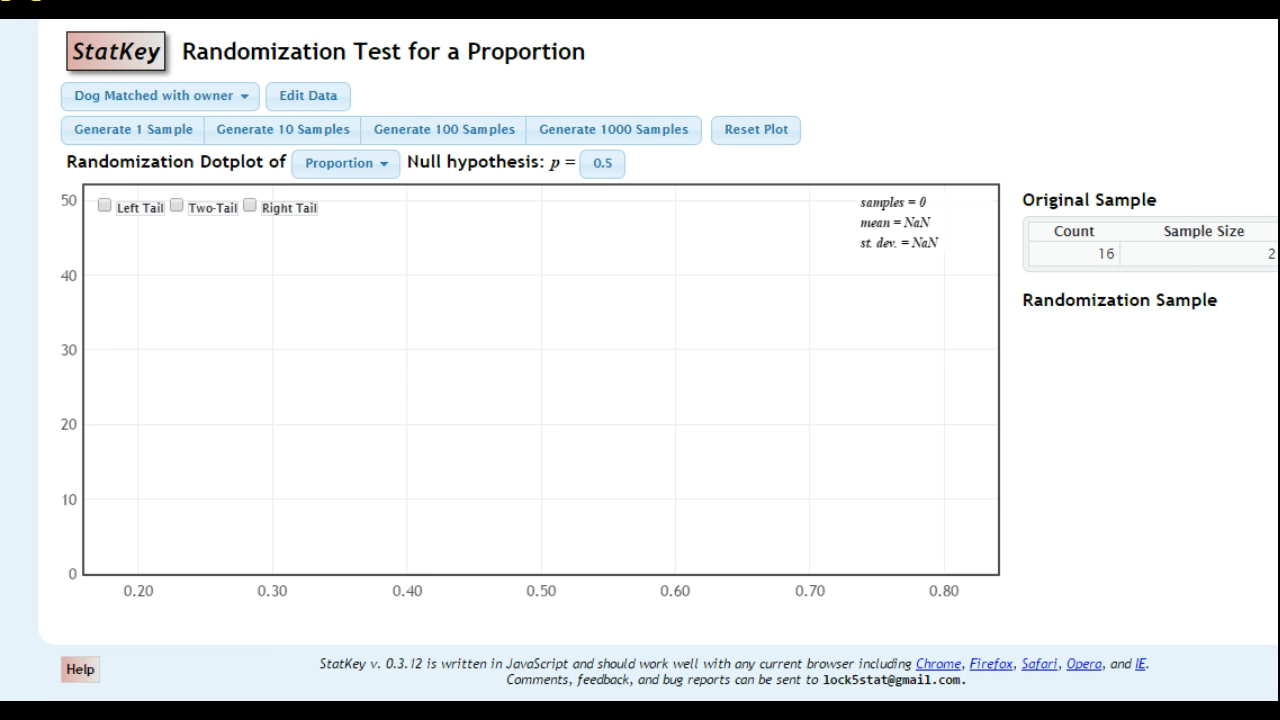 StatKey Randomization Test for a Proportion
Dog Matched with owner Edit Data
Generate 1 Sample Generate 10 Samples Generate 100 Samples Generate 1000 Samples Reset Plot
Randomization Dotplot of Proportion Null hypothesis: p = 0.5
50 Left Tail Two-Tail Right Tail
samples = 0
mean = NaN
st. dev. = NaN
40
30
20
10
0
0.20 0.30 0.40 0.50 0.60 0.70 0.80
Original Sample
Count Sample Size
16 2
Randomization Sample
Help
StatKey v. 0.3.12 is written in JavaScript and should work well with any current browser including Chrome, Firefox, Safari, Opera, and IE.
Comments, feedback, and bug reports can be sent to lock5stat@gmail.com.